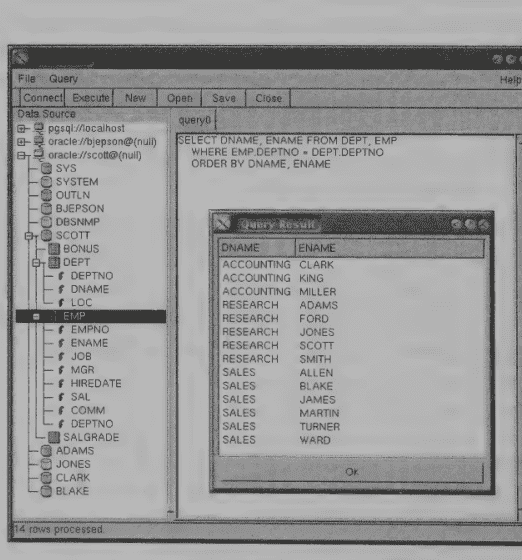 File Query Help
Connect Execute New Open Save Close
Data Source
pgsql://localhost
oracle://bjepson@(null)
oracle://scott@(null)
SYS
SYSTEM
OUTLN
BJEPSON
DBSNMP
SCOTT
BONUS
DEPT
DEPTNO
DNAME
LOC
EMP
EMPNO
ENAME
JOB
MGR
HIREDATE
SAL
COMM
DEPTNO
SALGRADE
ADAMS
JONES
CLARK
BLAKE
query0
SELECT DNAME, ENAME FROM DEPT, EMP
WHERE EMP.DEPTNO = DEPT.DEPTNO
ORDER BY DNAME, ENAME
Query Result
DNAME ENAME
ACCOUNTING CLARK
ACCOUNTING KING
ACCOUNTING MILLER
RESEARCH ADAMS
RESEARCH FORD
RESEARCH JONES
RESEARCH SCOTT
RESEARCH SMITH
SALES ALLEN
SALES BLAKE
SALES JAMES
SALES MARTIN
SALES TURNER
SALES WARD
OK
14 rows processed.